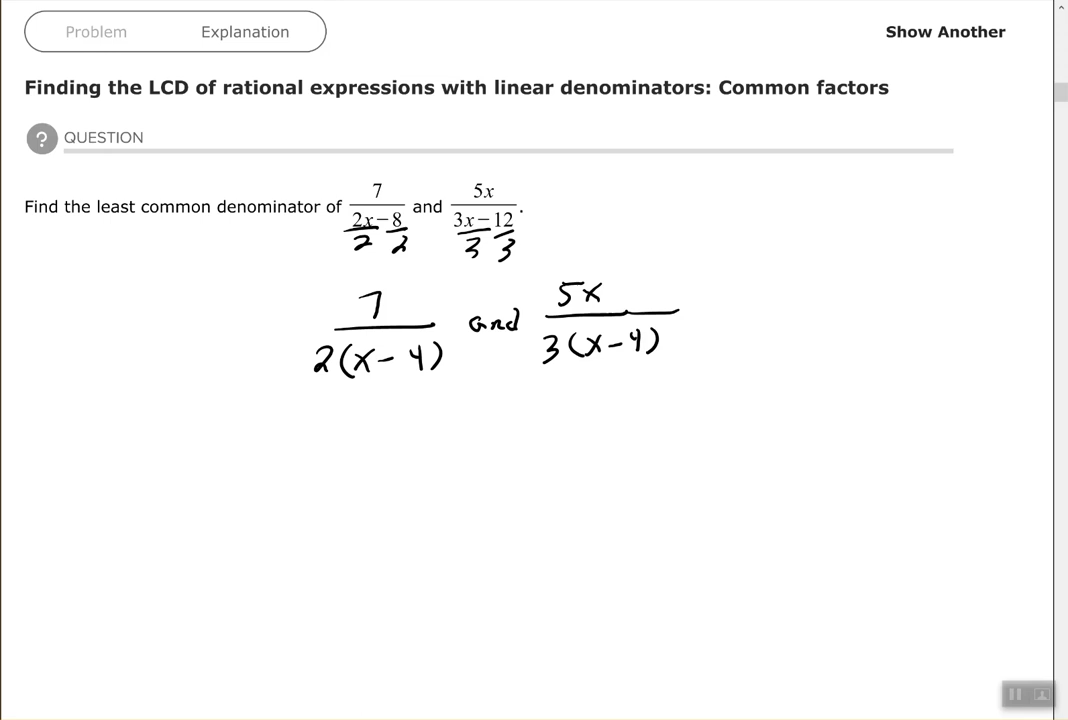 Problem Explanation Show Another
Finding the LCD of rational expressions with linear denominators: Common factors
? QUESTION
Find the least common denominator of 7/(2x−8) and 5x/(3x−12).
2 2 3 3
7/(2(x−4)) and 5x/(3(x−4))